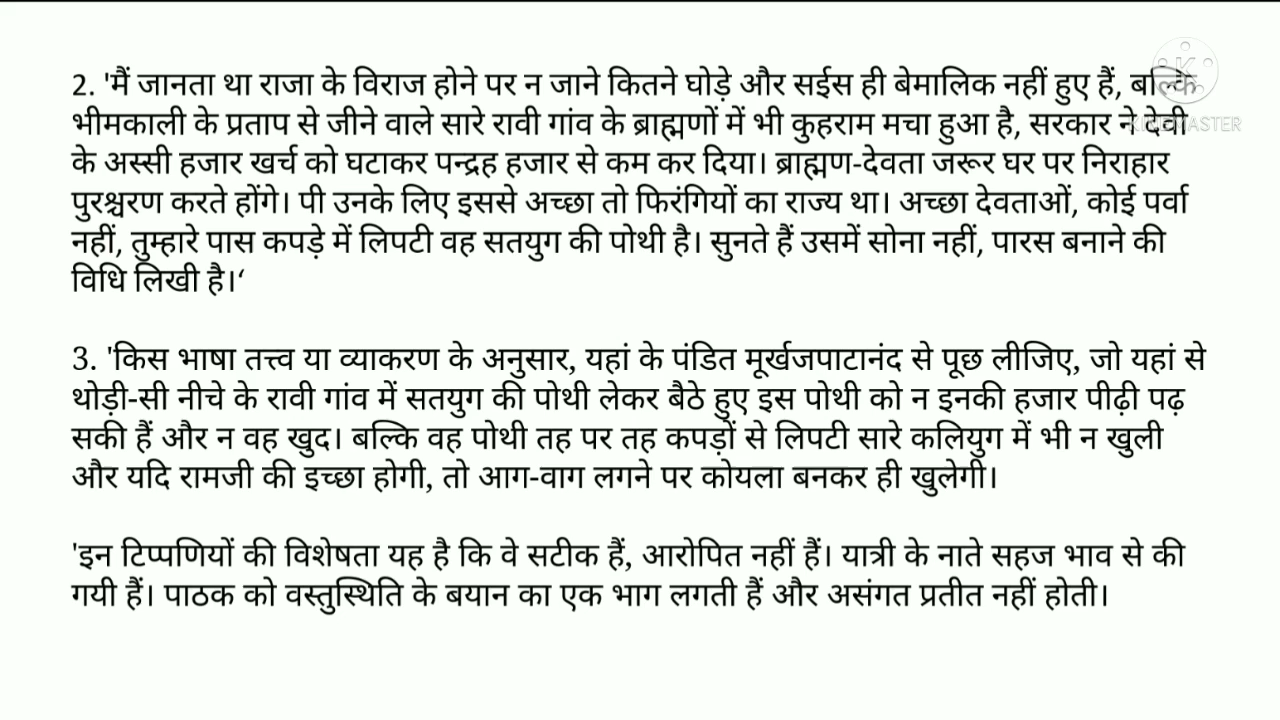 2. 'मैं जानता था राजा के विराज होने पर न जाने कितने घोड़े और सईस ही बेमालिक नहीं हुए हैं, बल्कि
भीमकाली के प्रताप से जीने वाले सारे रावी गांव के ब्राह्मणों में भी कुहराम मचा हुआ है, सरकार ने देवी
के अस्सी हजार खर्च को घटाकर पन्द्रह हजार से कम कर दिया। ब्राह्मण-देवता जरूर घर पर निराहार
पुरश्चरण करते होंगे। पी उनके लिए इससे अच्छा तो फिरंगियों का राज्य था। अच्छा देवताओं, कोई पर्वा
नहीं, तुम्हारे पास कपड़े में लिपटी वह सतयुग की पोथी है। सुनते हैं उसमें सोना नहीं, पारस बनाने की
विधि लिखी है।‘
3. 'किस भाषा तत्त्व या व्याकरण के अनुसार, यहां के पंडित मूर्खजपाटानंद से पूछ लीजिए, जो यहां से
थोड़ी-सी नीचे के रावी गांव में सतयुग की पोथी लेकर बैठे हुए इस पोथी को न इनकी हजार पीढ़ी पढ़
सकी हैं और न वह खुद। बल्कि वह पोथी तह पर तह कपड़ों से लिपटी सारे कलियुग में भी न खुली
और यदि रामजी की इच्छा होगी, तो आग-वाग लगने पर कोयला बनकर ही खुलेगी।
'इन टिप्पणियों की विशेषता यह है कि वे सटीक हैं, आरोपित नहीं हैं। यात्री के नाते सहज भाव से की
गयी हैं। पाठक को वस्तुस्थिति के बयान का एक भाग लगती हैं और असंगत प्रतीत नहीं होती।
KINEMASTER